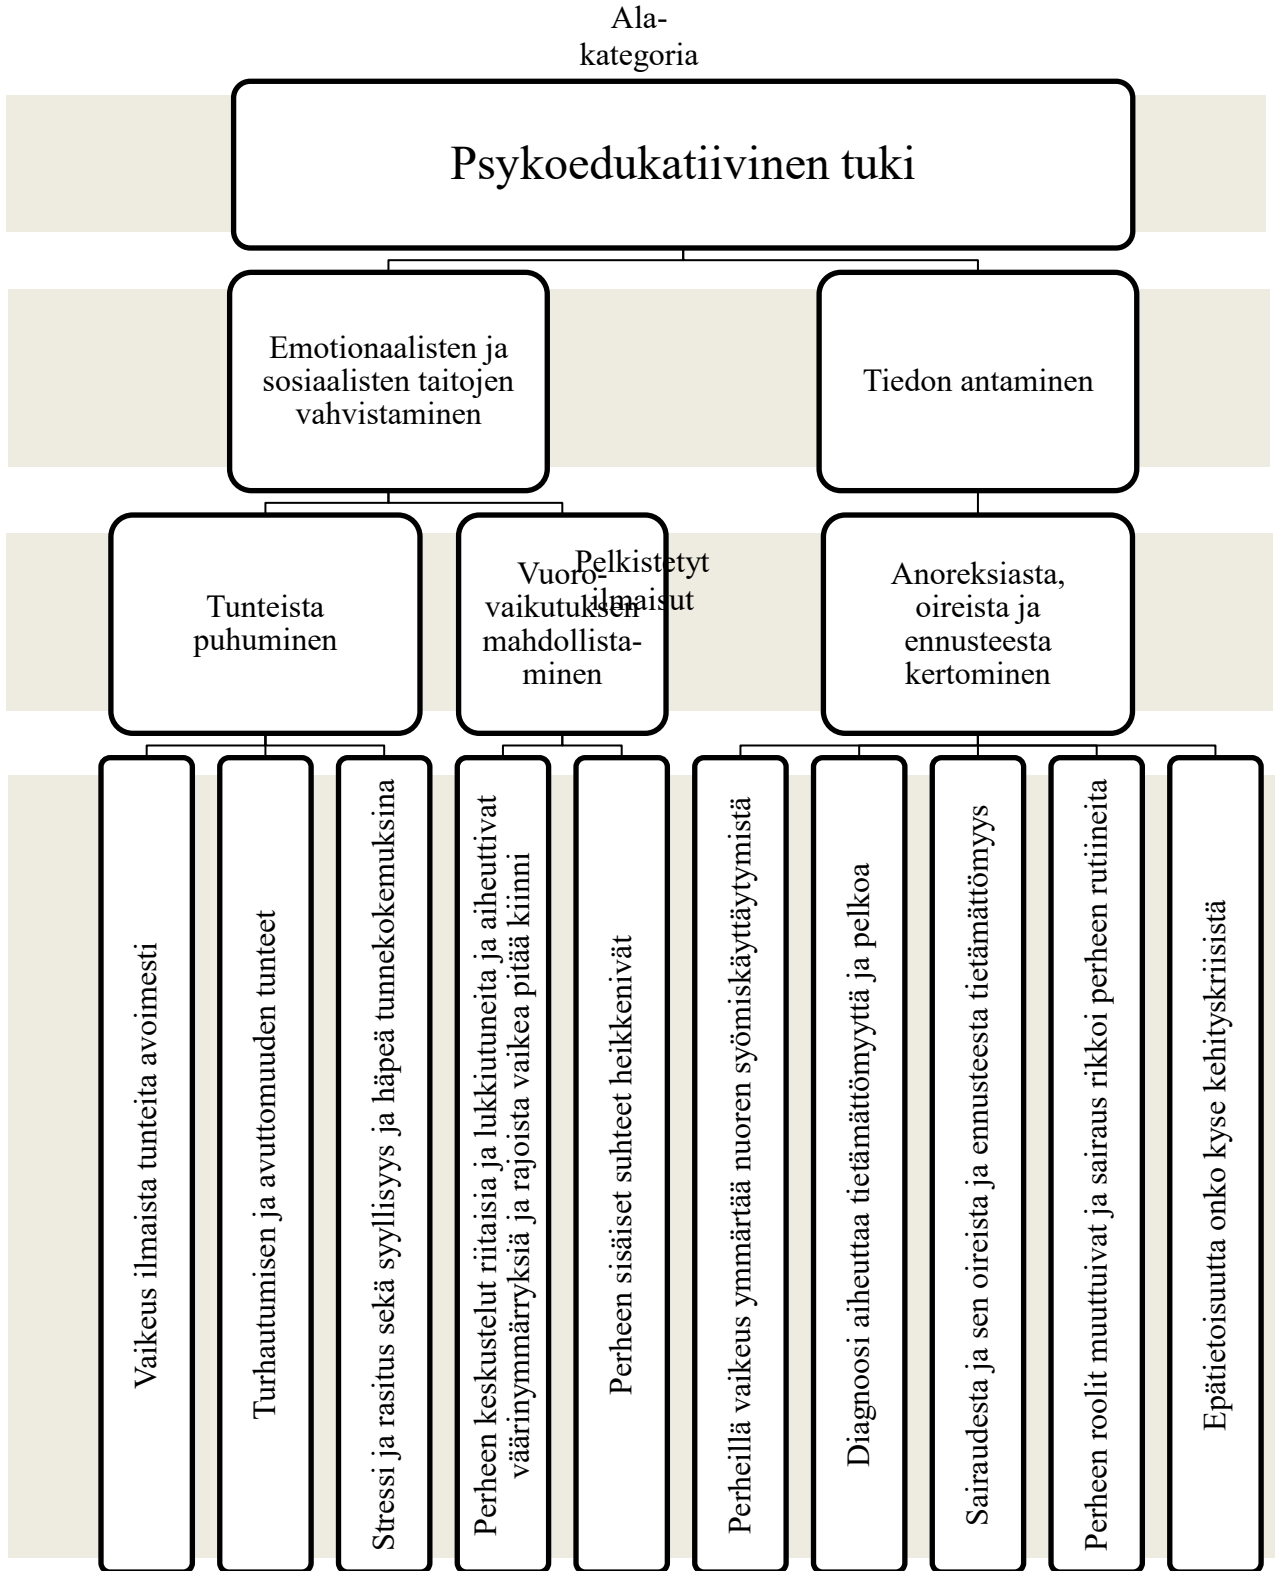 Ala-
kategoria
Psykoedukatiivinen tuki
Emotionaalisten ja
sosiaalisten taitojen
vahvistaminen
Tiedon antaminen
Tunteista
puhuminen
Vuoro-
vaikutuksen
mahdollista-
minen
Pelkistetyt
ilmaisut
Anoreksiasta,
oireista ja
ennusteesta
kertominen
Vaikeus ilmaista tunteita avoimesti
Turhautumisen ja avuttomuuden tunteet
Stressi ja rasitus sekä syyllisyys ja häpeä tunnekokemuksina
Perheen keskustelut riitaisia ja lukkiutuneita ja aiheuttivat
väärinymmärryksiä ja rajoista vaikea pitää kiinni
Perheen sisäiset suhteet heikkenivät
Perheillä vaikeus ymmärtää nuoren syömiskäyttäytymistä
Diagnoosi aiheuttaa tietämättömyyttä ja pelkoa
Sairaudesta ja sen oireista ja ennusteesta tietämättömyys
Perheen roolit muuttuivat ja sairaus rikkoi perheen rutiineita
Epätietoisuutta onko kyse kehityskriisistä